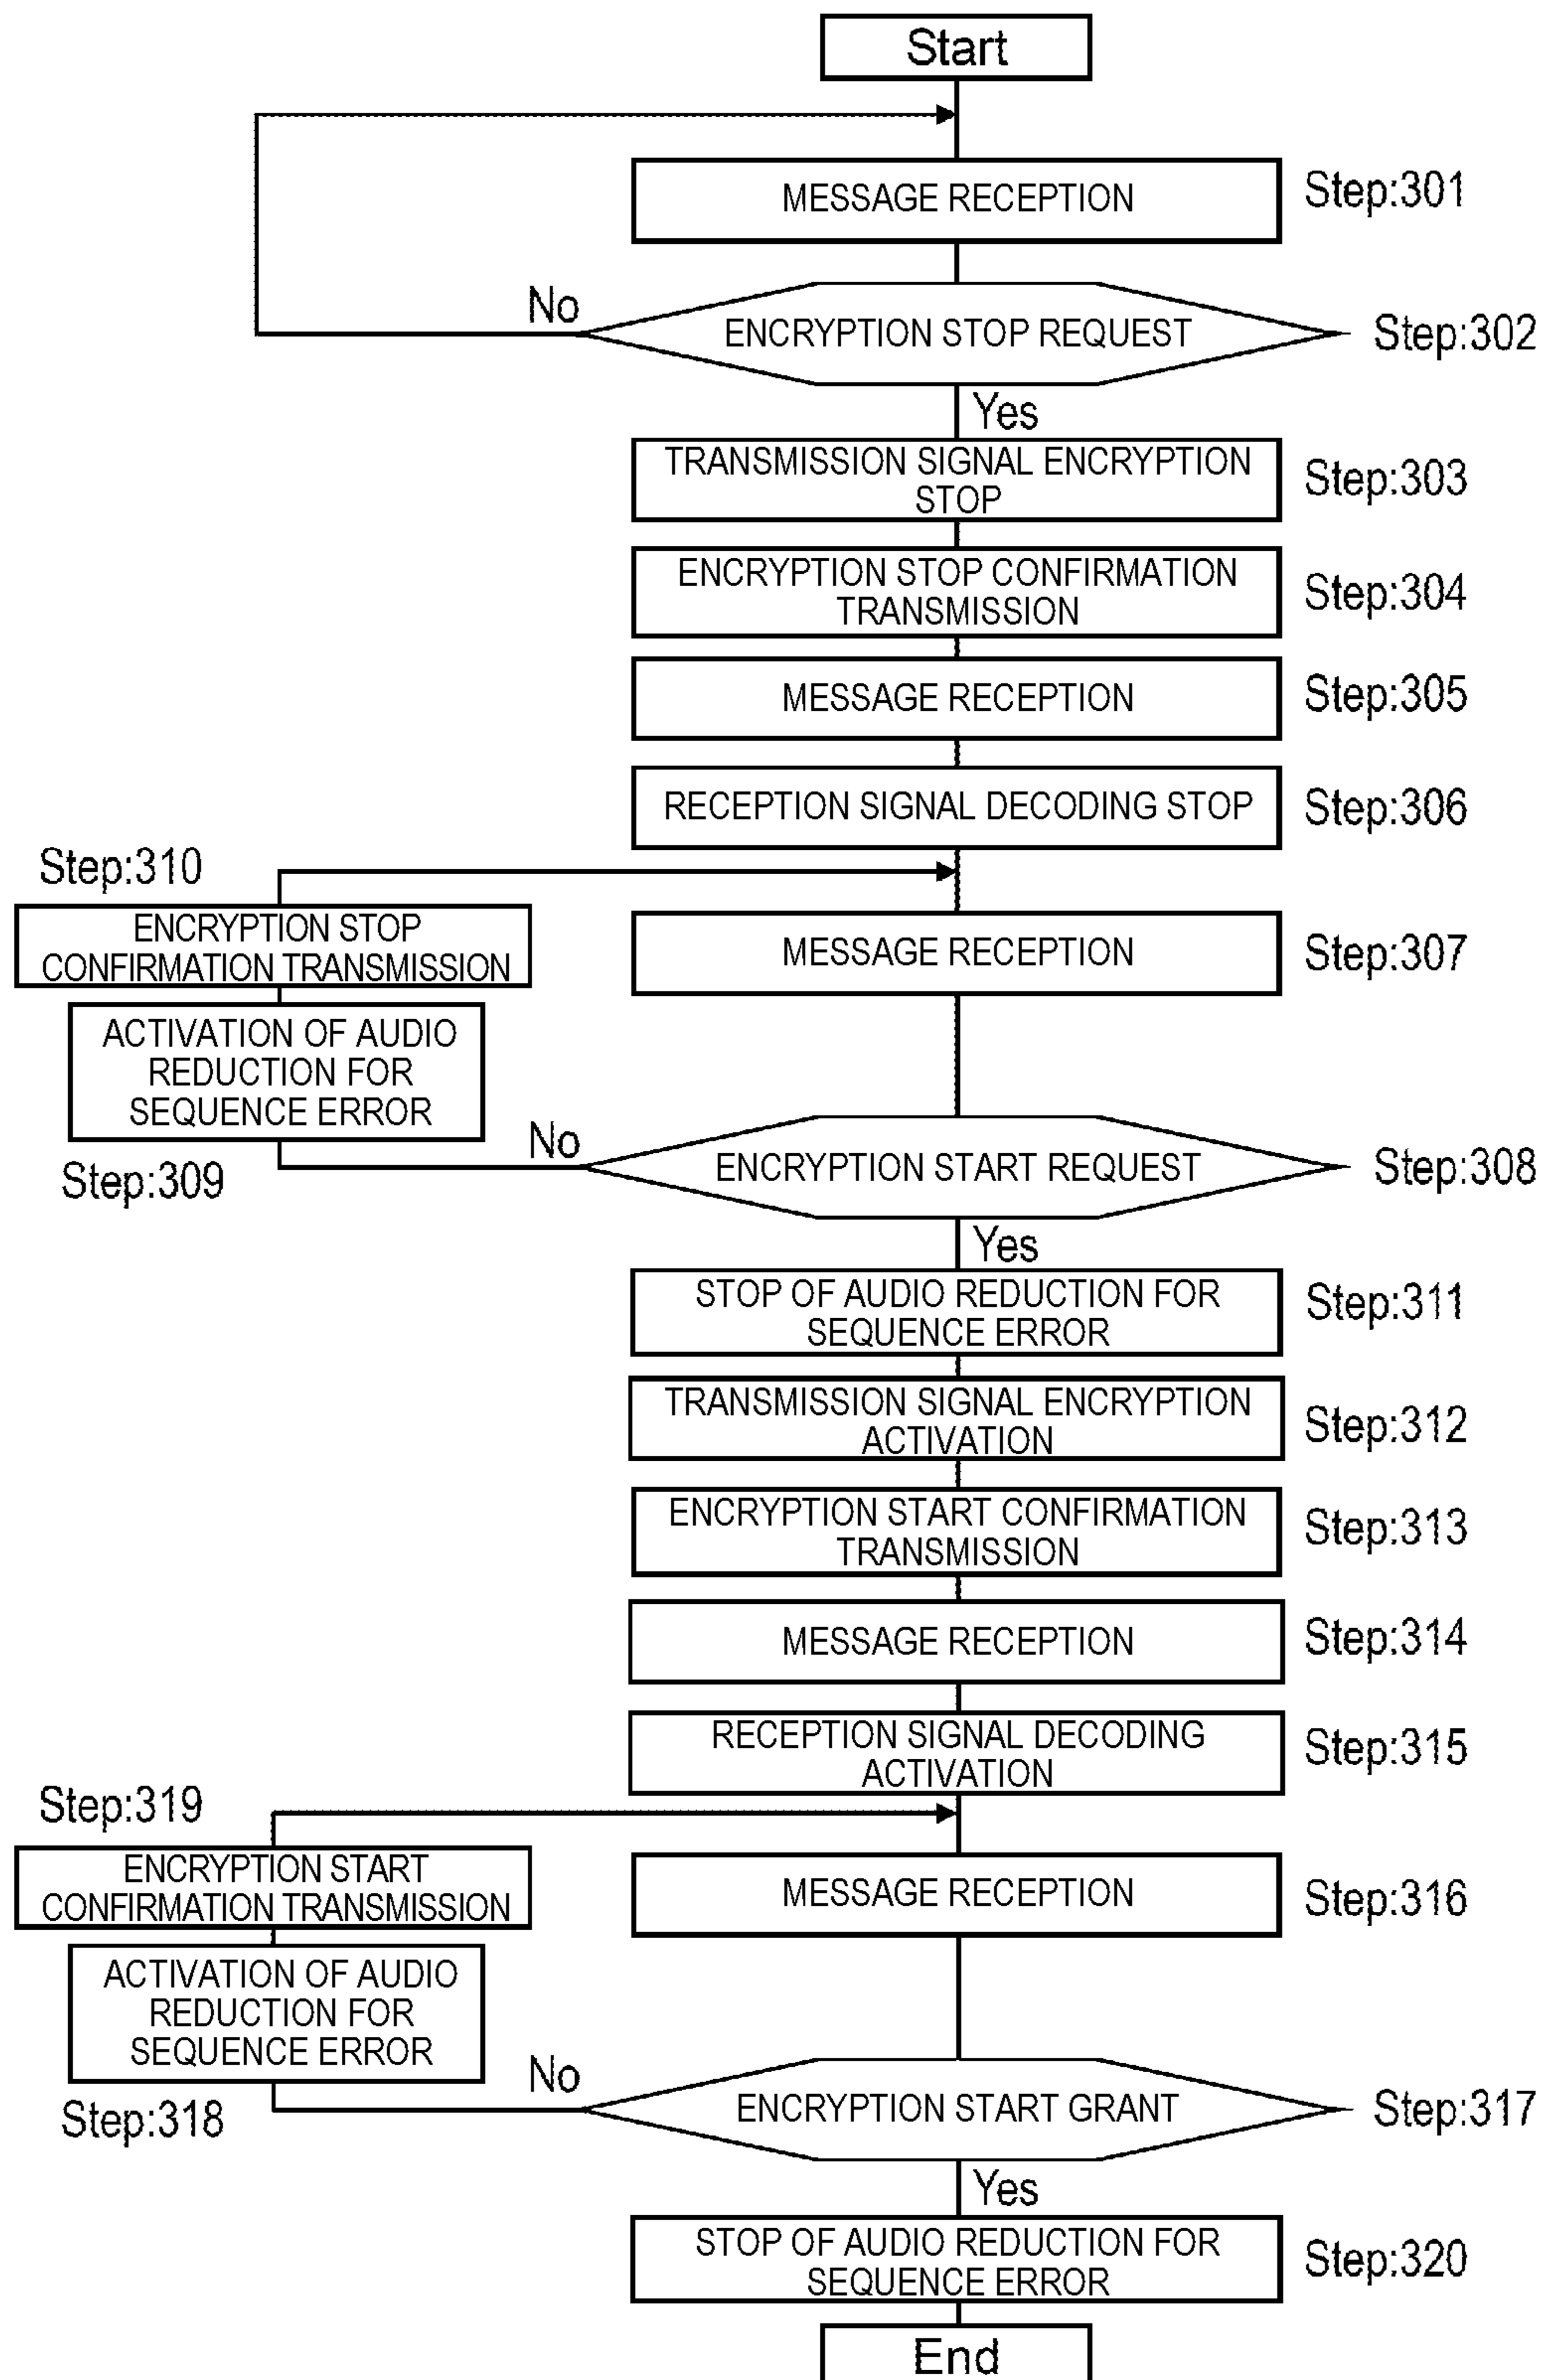 Start
MESSAGE RECEPTION
Step:301
No
ENCRYPTION STOP REQUEST
Step:302
Yes
TRANSMISSION SIGNAL ENCRYPTION
STOP
Step:303
ENCRYPTION STOP CONFIRMATION
TRANSMISSION
Step:304
MESSAGE RECEPTION
Step:305
RECEPTION SIGNAL DECODING STOP
Step:306
Step:310
ENCRYPTION STOP
CONFIRMATION TRANSMISSION
MESSAGE RECEPTION
Step:307
ACTIVATION OF AUDIO
REDUCTION FOR
SEQUENCE ERROR
Step:309
No
ENCRYPTION START REQUEST
Step:308
Yes
STOP OF AUDIO REDUCTION FOR
SEQUENCE ERROR
Step:311
TRANSMISSION SIGNAL ENCRYPTION
ACTIVATION
Step:312
ENCRYPTION START CONFIRMATION
TRANSMISSION
Step:313
MESSAGE RECEPTION
Step:314
RECEPTION SIGNAL DECODING
ACTIVATION
Step:315
Step:319
ENCRYPTION START
CONFIRMATION TRANSMISSION
MESSAGE RECEPTION
Step:316
ACTIVATION OF AUDIO
REDUCTION FOR
SEQUENCE ERROR
Step:318
No
ENCRYPTION START GRANT
Step:317
Yes
STOP OF AUDIO REDUCTION FOR
SEQUENCE ERROR
Step:320
End